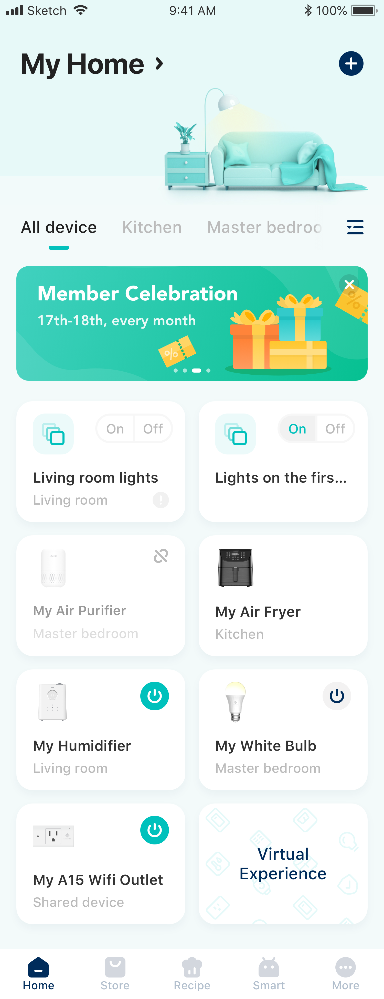 Sketch
9:41 AM
100%
My Home
All device
Kitchen
Master bedroo
Member Celebration
17th-18th, every month
%
%
On
Off
Living room lights
Living room
On
Off
Lights on the firs...
levoit
My Air Purifier
Master bedroom
My Air Fryer
Kitchen
My Humidifier
Living room
My White Bulb
Master bedroom
My A15 Wifi Outlet
Shared device
Virtual
Experience
Home
Store
Recipe
Smart
More